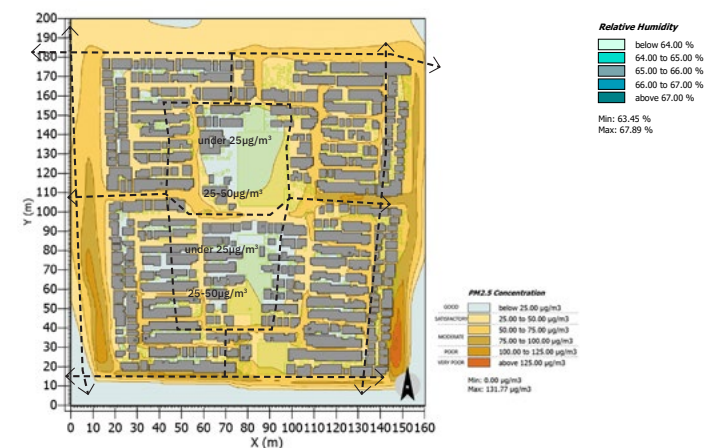 200
190
180
170
160
150
140
130
120
110
100
90
80
70
60
50
40
30
20
10
0
Y (m)
0 10 20 30 40 50 60 70 80 90 100 110 120 130 140 150 160
X (m)
under 25µg/m³
25-50µg/m³
under 25µg/m³
25-50µg/m³
Relative Humidity
below 64.00 %
64.00 to 65.00 %
65.00 to 66.00 %
66.00 to 67.00 %
above 67.00 %
Min: 63.45 %
Max: 67.89 %
PM2.5 Concentration
GOOD below 25.00 µg/m3
SATISFACTORY 25.00 to 50.00 µg/m3
50.00 to 75.00 µg/m3
MODERATE 75.00 to 100.00 µg/m3
POOR 100.00 to 125.00 µg/m3
VERY POOR above 125.00 µg/m3
Min: 0.00 µg/m3
Max: 131.77 µg/m3